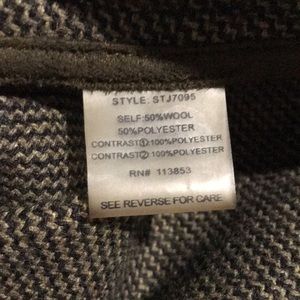 STYLE: STJ7095
SELF:50%WOOL
50%POLYESTER
CONTRAST①:100%POLYESTER
CONTRAST②:100%POLYESTER
RN# 113853
SEE REVERSE FOR CARE